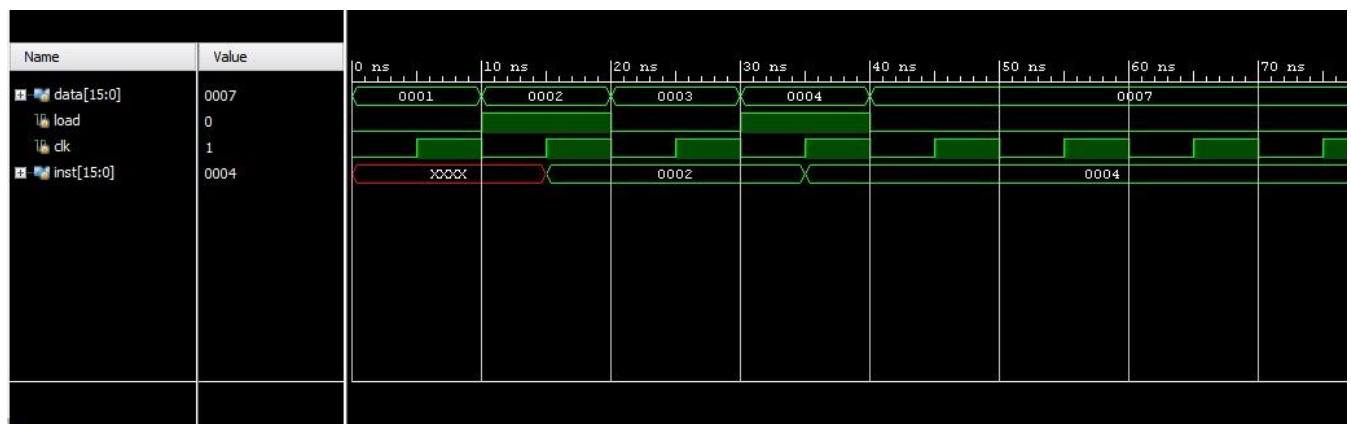 Name Value
0 ns 10 ns 20 ns 30 ns 40 ns 50 ns 60 ns 70 ns
data[15:0] 0007 0001 0002 0003 0004 0007
load 0
clk 1
inst[15:0] 0004 XXXX 0002 0004